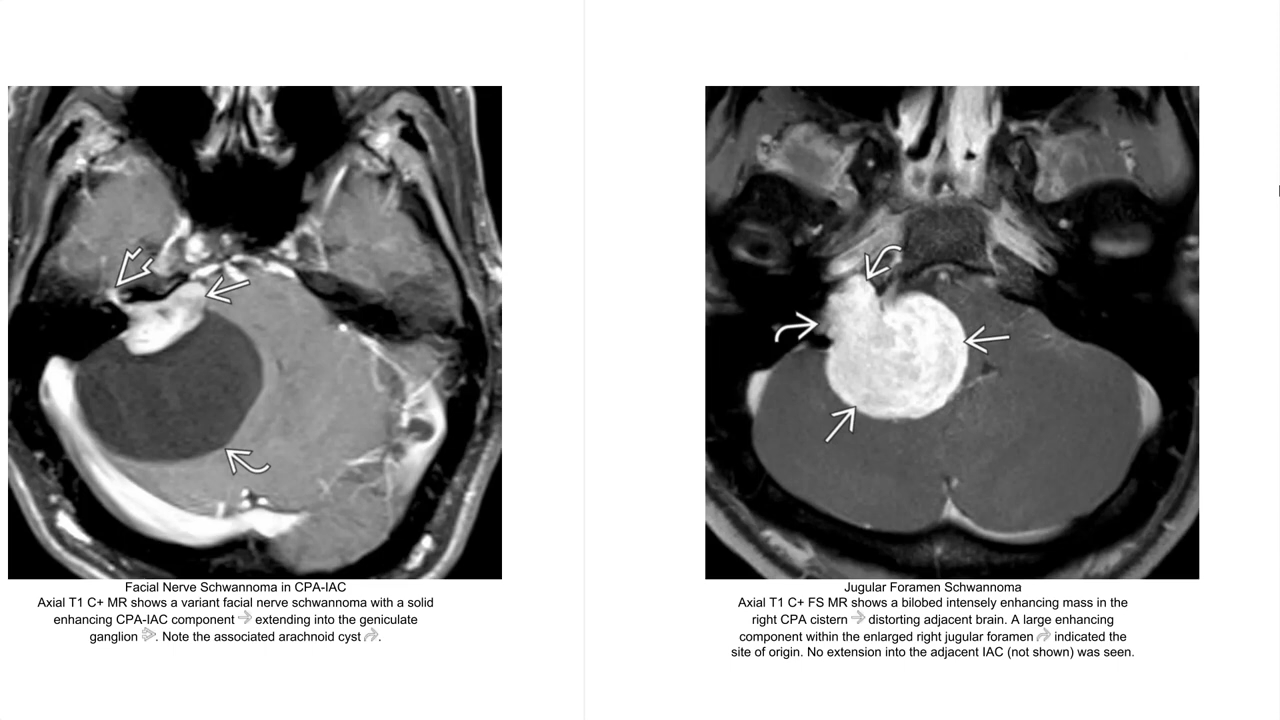 Facial Nerve Schwannoma in CPA-IAC
Axial T1 C+ MR shows a variant facial nerve schwannoma with a solid
enhancing CPA-IAC component extending into the geniculate
ganglion . Note the associated arachnoid cyst .
Jugular Foramen Schwannoma
Axial T1 C+ FS MR shows a bilobed intensely enhancing mass in the
right CPA cistern distorting adjacent brain. A large enhancing
component within the enlarged right jugular foramen indicated the
site of origin. No extension into the adjacent IAC (not shown) was seen.